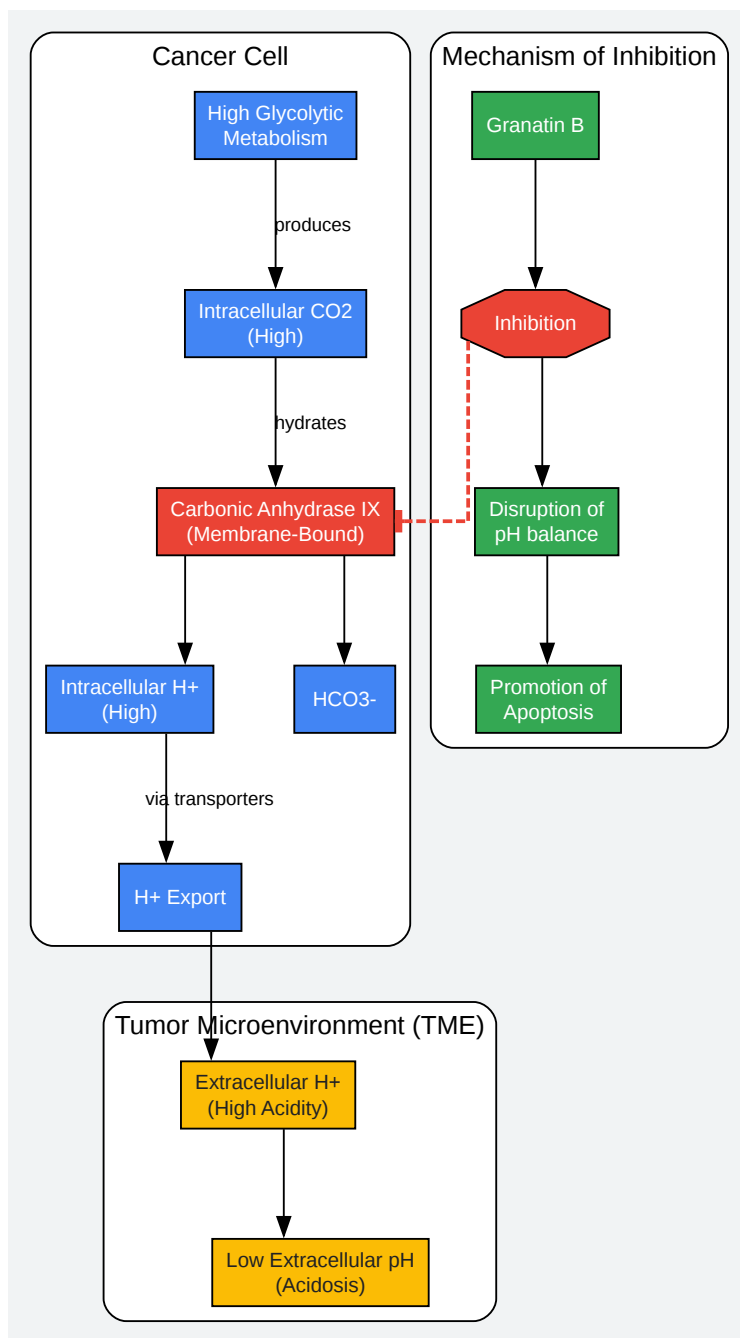 Cancer Cell
High Glycolytic
Metabolism
produces
Intracellular CO2
(High)
hydrates
Carbonic Anhydrase IX
(Membrane-Bound)
Intracellular H+
(High)
HCO3-
via transporters
H+ Export
Mechanism of Inhibition
Granatin B
Inhibition
Disruption of
pH balance
Promotion of
Apoptosis
Tumor Microenvironment (TME)
Extracellular H+
(High Acidity)
Low Extracellular pH
(Acidosis)